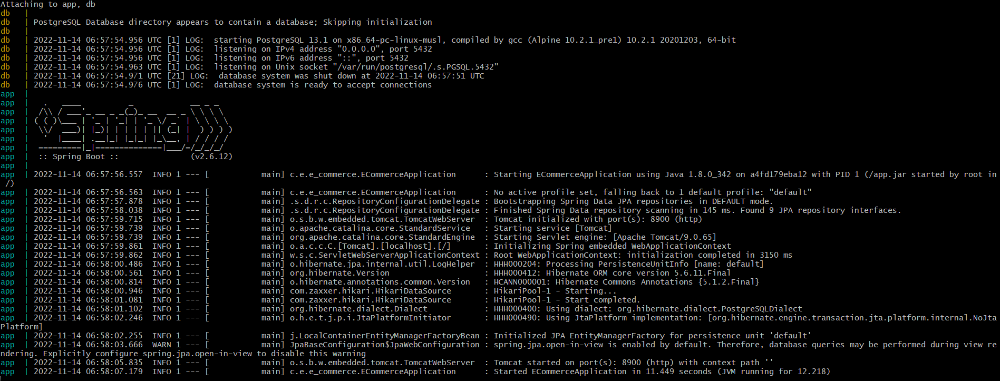 Attaching to app, db
db    |
db    | PostgreSQL Database directory appears to contain a database; Skipping initialization
db    |
db    | 2022-11-14 06:57:54.956 UTC [1] LOG:  starting PostgreSQL 13.1 on x86_64-pc-linux-musl, compiled by gcc (Alpine 10.2.1_pre1) 10.2.1 20201203, 64-bit
db    | 2022-11-14 06:57:54.956 UTC [1] LOG:  listening on IPv4 address "0.0.0.0", port 5432
db    | 2022-11-14 06:57:54.956 UTC [1] LOG:  listening on IPv6 address "::", port 5432
db    | 2022-11-14 06:57:54.963 UTC [1] LOG:  listening on Unix socket "/var/run/postgresql/.s.PGSQL.5432"
db    | 2022-11-14 06:57:54.971 UTC [21] LOG:  database system was shut down at 2022-11-14 06:57:51 UTC
db    | 2022-11-14 06:57:54.976 UTC [1] LOG:  database system is ready to accept connections
app   |
app   |   .   ____          _            __ _ _
app   |  /\\ / ___'_ __ _ _(_)_ __  __ _ \ \ \ \
app   | ( ( )\___ | '_ | '_| | '_ \/ _` | \ \ \ \
app   |  \\/  ___)| |_)| | | | | || (_| |  ) ) ) )
app   |   '  |____| .__|_| |_|_| |_\__, | / / / /
app   |  =========|_|==============|___/=/_/_/_/
app   |  :: Spring Boot ::               (v2.6.12)
app   |
app   | 2022-11-14 06:57:56.557  INFO 1 --- [           main] c.e.e_commerce.ECommerceApplication      : Starting ECommerceApplication using Java 1.8.0_342 on a4fd179eba12 with PID 1 (/app.jar started by root in
 /)
app   | 2022-11-14 06:57:56.563  INFO 1 --- [           main] c.e.e_commerce.ECommerceApplication      : No active profile set, falling back to 1 default profile: "default"
app   | 2022-11-14 06:57:57.878  INFO 1 --- [           main] .s.d.r.c.RepositoryConfigurationDelegate : Bootstrapping Spring Data JPA repositories in DEFAULT mode.
app   | 2022-11-14 06:57:58.038  INFO 1 --- [           main] .s.d.r.c.RepositoryConfigurationDelegate : Finished Spring Data repository scanning in 145 ms. Found 9 JPA repository interfaces.
app   | 2022-11-14 06:57:59.715  INFO 1 --- [           main] o.s.b.w.embedded.tomcat.TomcatWebServer  : Tomcat initialized with port(s): 8900 (http)
app   | 2022-11-14 06:57:59.739  INFO 1 --- [           main] o.apache.catalina.core.StandardService   : Starting service [Tomcat]
app   | 2022-11-14 06:57:59.739  INFO 1 --- [           main] org.apache.catalina.core.StandardEngine  : Starting Servlet engine: [Apache Tomcat/9.0.65]
app   | 2022-11-14 06:57:59.861  INFO 1 --- [           main] o.a.c.c.C.[Tomcat].[localhost].[/]       : Initializing Spring embedded WebApplicationContext
app   | 2022-11-14 06:57:59.862  INFO 1 --- [           main] w.s.c.ServletWebServerApplicationContext : Root WebApplicationContext: initialization completed in 3150 ms
app   | 2022-11-14 06:58:00.486  INFO 1 --- [           main] o.hibernate.jpa.internal.util.LogHelper  : HHH000204: Processing PersistenceUnitInfo [name: default]
app   | 2022-11-14 06:58:00.561  INFO 1 --- [           main] org.hibernate.Version                    : HHH000412: Hibernate ORM core version 5.6.11.Final
app   | 2022-11-14 06:58:00.814  INFO 1 --- [           main] o.hibernate.annotations.common.Version   : HCANN000001: Hibernate Commons Annotations {5.1.2.Final}
app   | 2022-11-14 06:58:00.946  INFO 1 --- [           main] com.zaxxer.hikari.HikariDataSource       : HikariPool-1 - Starting...
app   | 2022-11-14 06:58:01.081  INFO 1 --- [           main] com.zaxxer.hikari.HikariDataSource       : HikariPool-1 - Start completed.
app   | 2022-11-14 06:58:01.102  INFO 1 --- [           main] org.hibernate.dialect.Dialect            : HHH000400: Using dialect: org.hibernate.dialect.PostgreSQLDialect
app   | 2022-11-14 06:58:02.246  INFO 1 --- [           main] o.h.e.t.j.p.i.JtaPlatformInitiator       : HHH000490: Using JtaPlatform implementation: [org.hibernate.engine.transaction.jta.platform.internal.NoJta
Platform]
app   | 2022-11-14 06:58:02.255  INFO 1 --- [           main] j.LocalContainerEntityManagerFactoryBean : Initialized JPA EntityManagerFactory for persistence unit 'default'
app   | 2022-11-14 06:58:03.666  WARN 1 --- [           main] JpaBaseConfiguration$JpaWebConfiguration : spring.jpa.open-in-view is enabled by default. Therefore, database queries may be performed during view re
ndering. Explicitly configure spring.jpa.open-in-view to disable this warning
app   | 2022-11-14 06:58:05.835  INFO 1 --- [           main] o.s.b.w.embedded.tomcat.TomcatWebServer  : Tomcat started on port(s): 8900 (http) with context path ''
app   | 2022-11-14 06:58:07.179  INFO 1 --- [           main] c.e.e_commerce.ECommerceApplication      : Started ECommerceApplication in 11.449 seconds (JVM running for 12.218)